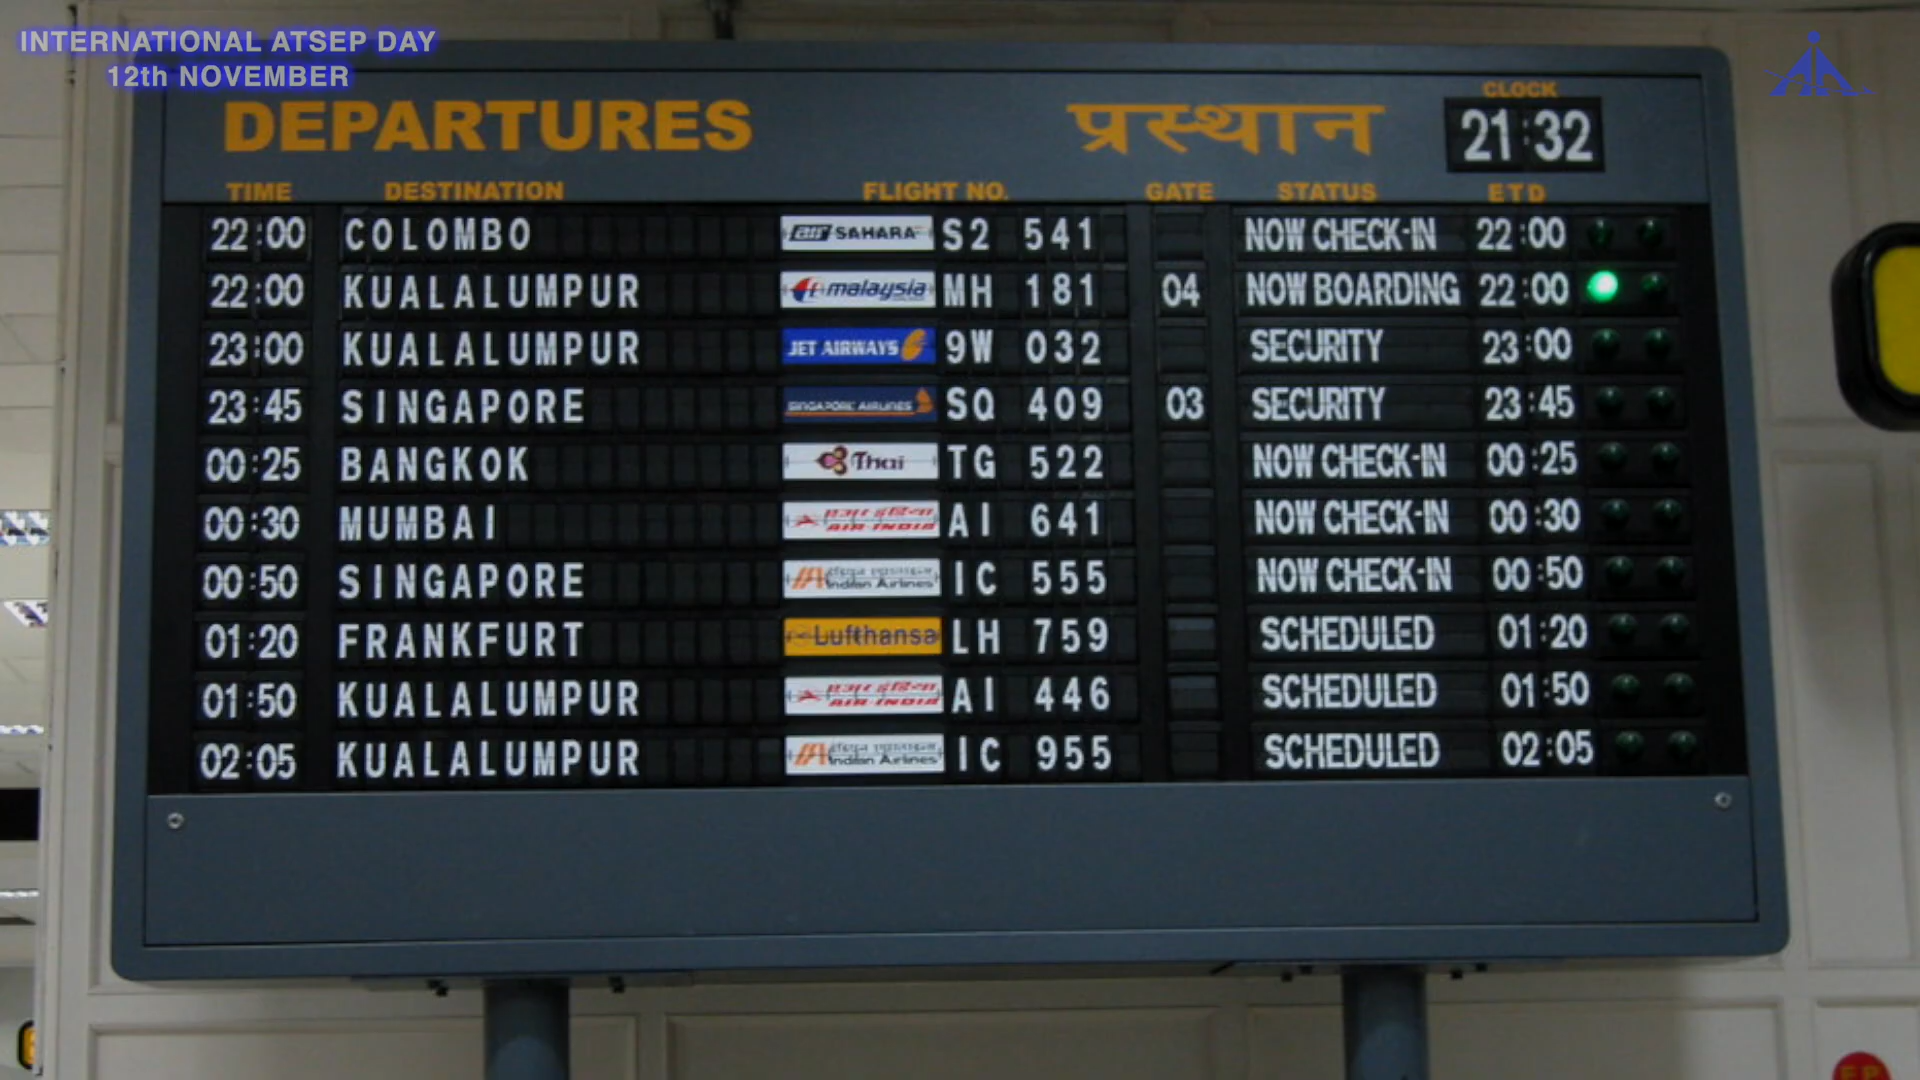 INTERNATIONAL ATSEP DAY
12th NOVEMBER
DEPARTURES प्रस्थान CLOCK 21:32
TIME DESTINATION FLIGHT NO. GATE STATUS ETD
22:00 COLOMBO air SAHARA S2 541 NOW CHECK-IN 22:00
22:00 KUALALUMPUR malaysia MH 181 04 NOW BOARDING 22:00
23:00 KUALALUMPUR JET AIRWAYS 9W 032 SECURITY 23:00
23:45 SINGAPORE SINGAPORE AIRLINES SQ 409 03 SECURITY 23:45
00:25 BANGKOK Thai TG 522 NOW CHECK-IN 00:25
00:30 MUMBAI AIR-INDIA AI 641 NOW CHECK-IN 00:30
00:50 SINGAPORE Indian Airlines IC 555 NOW CHECK-IN 00:50
01:20 FRANKFURT Lufthansa LH 759 SCHEDULED 01:20
01:50 KUALALUMPUR AIR-INDIA AI 446 SCHEDULED 01:50
02:05 KUALALUMPUR Indian Airlines IC 955 SCHEDULED 02:05